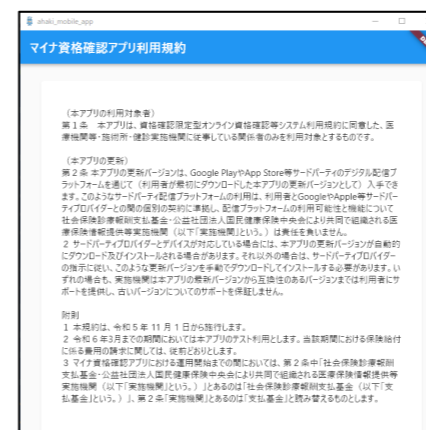 ahaki_mobile_app
マイナ資格確認アプリ利用規約
（本アプリの利用対象者）
第１条　本アプリは、資格確認限定型オンライン資格確認等システム利用規約に同意した、医
療機関等・施術所・健診実施機関に従事している関係者のみを利用対象とするものです。
（本アプリの更新）
第２条 本アプリの更新バージョンは、Google PlayやApp Store等サードパーティのデジタル配信プ
ラットフォームを通じて（利用者が最初にダウンロードした本アプリの更新バージョンとして）入手でき
ます。このようなサードパーティ配信プラットフォームの利用は、利用者とGoogleやApple等サードパー
ティプロバイダーとの間の個別の契約に準拠し、配信プラットフォームの利用可能性と機能について
社会保険診療報酬支払基金・公益社団法人国民健康保険中央会により共同で組織される医
療保険情報提供等実施機関（以下「実施機関」という。）は責任を負いません。
２ サードパーティプロバイダーとデバイスが対応している場合には、本アプリの更新バージョンが自動的
にダウンロード及びインストールされる場合があります。それ以外の場合は、サードパーティプロバイダー
の指示に従い、このような更新バージョンを手動でダウンロードしてインストールする必要があります。い
ずれの場合も、実施機関は本アプリの最新バージョンから互換性のあるバージョンまでは利用者にサ
ポートを提供し、古いバージョンについてのサポートを保証しません。
附則
１ 本規約は、令和５年 11 月１日から施行します。
２ 令和６年3月までの期間においては本アプリのテスト利用とします。当該期間における保険給付
に係る費用の請求に関しては、従前どおりとします。
３ マイナ資格確認アプリにおける運用開始までの間においては、第２条中「社会保険診療報酬
支払基金・公益社団法人国民健康保険中央会により共同で組織される医療保険情報提供等
実施機関（以下「実施機関」という。）」とあるのは「社会保険診療報酬支払基金（以下「支
払基金」という。）」、第２条「実施機関」とあるのは「支払基金」と読み替えるものとします。